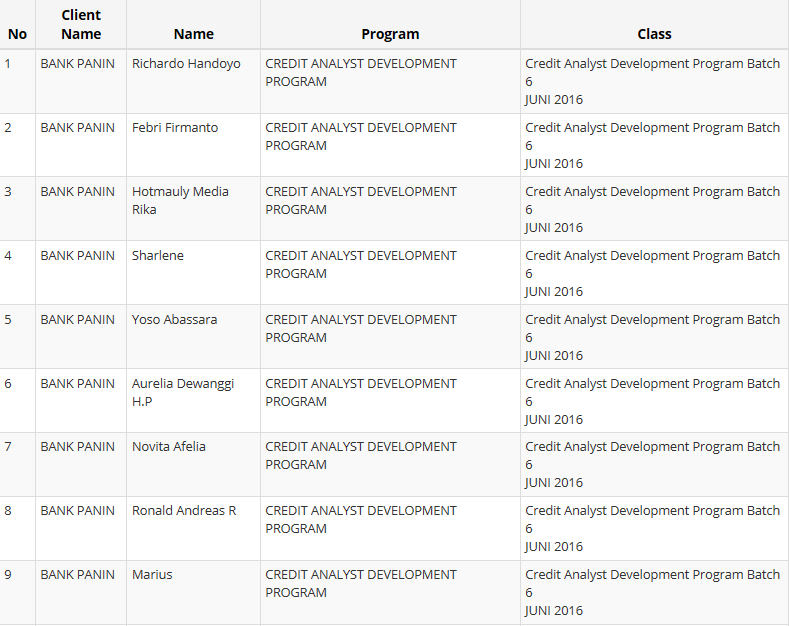 No Client Name Name Program Class
1 BANK PANIN Richardo Handoyo CREDIT ANALYST DEVELOPMENT PROGRAM Credit Analyst Development Program Batch 6 JUNI 2016
2 BANK PANIN Febri Firmanto CREDIT ANALYST DEVELOPMENT PROGRAM Credit Analyst Development Program Batch 6 JUNI 2016
3 BANK PANIN Hotmauly Media Rika CREDIT ANALYST DEVELOPMENT PROGRAM Credit Analyst Development Program Batch 6 JUNI 2016
4 BANK PANIN Sharlene CREDIT ANALYST DEVELOPMENT PROGRAM Credit Analyst Development Program Batch 6 JUNI 2016
5 BANK PANIN Yoso Abassara CREDIT ANALYST DEVELOPMENT PROGRAM Credit Analyst Development Program Batch 6 JUNI 2016
6 BANK PANIN Aurelia Dewanggi H.P CREDIT ANALYST DEVELOPMENT PROGRAM Credit Analyst Development Program Batch 6 JUNI 2016
7 BANK PANIN Novita Afelia CREDIT ANALYST DEVELOPMENT PROGRAM Credit Analyst Development Program Batch 6 JUNI 2016
8 BANK PANIN Ronald Andreas R CREDIT ANALYST DEVELOPMENT PROGRAM Credit Analyst Development Program Batch 6 JUNI 2016
9 BANK PANIN Marius CREDIT ANALYST DEVELOPMENT PROGRAM Credit Analyst Development Program Batch 6 JUNI 2016